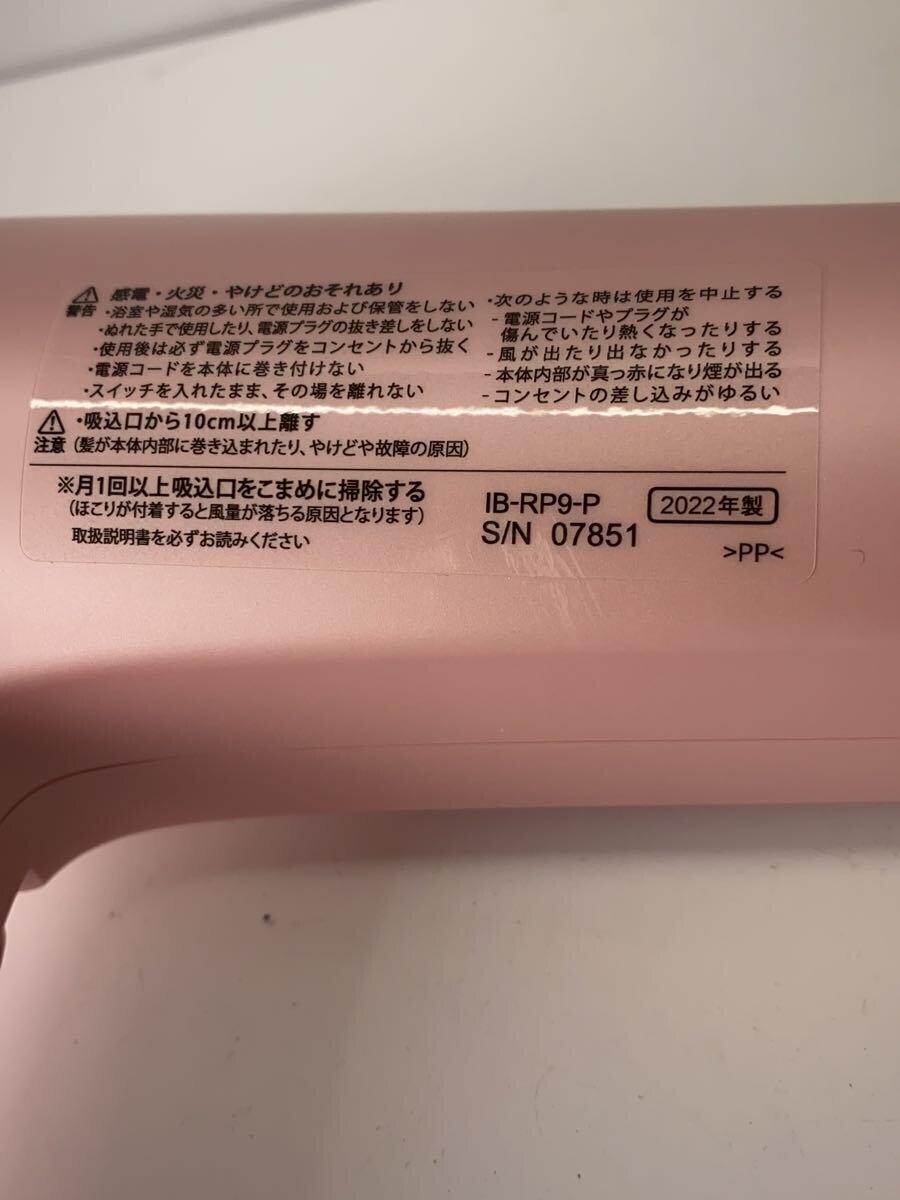 感電・火災・やけどのおそれあり
警告 ・浴室や湿気の多い所で使用および保管をしない
・ぬれた手で使用したり、電源プラグの抜き差しをしない
・使用後は必ず電源プラグをコンセントから抜く
・電源コードを本体に巻き付けない
・スイッチを入れたまま、その場を離れない
・次のような時は使用を中止する
- 電源コードやプラグが
傷んでいたり熱くなったりする
- 風が出たり出なかったりする
- 本体内部が真っ赤になり煙が出る
- コンセントの差し込みがゆるい
・吸込口から10cm以上離す
注意 (髪が本体内部に巻き込まれたり、やけどや故障の原因)
※月1回以上吸込口をこまめに掃除する
(ほこりが付着すると風量が落ちる原因となります)
取扱説明書を必ずお読みください
IB-RP9-P 2022年製
S/N 07851
>PP<